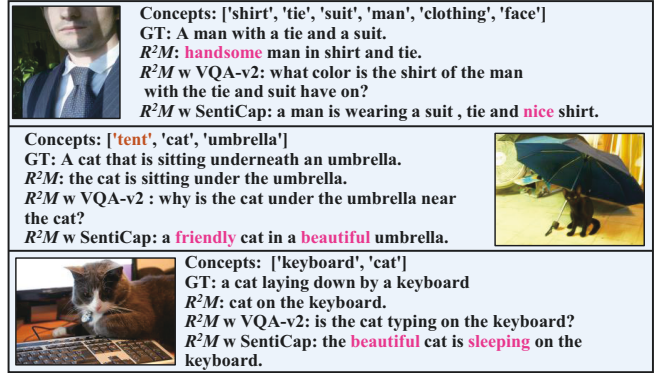 Concepts: ['shirt', 'tie', 'suit', 'man', 'clothing', 'face']
GT: A man with a tie and a suit.
R²M: handsome man in shirt and tie.
R²M w VQA-v2: what color is the shirt of the man
with the tie and suit have on?
R²M w SentiCap: a man is wearing a suit , tie and nice shirt.
Concepts: ['tent', 'cat', 'umbrella']
GT: A cat that is sitting underneath an umbrella.
R²M: the cat is sitting under the umbrella.
R²M w VQA-v2 : why is the cat under the umbrella near
the cat?
R²M w SentiCap: a friendly cat in a beautiful umbrella.
Concepts: ['keyboard', 'cat']
GT: a cat laying down by a keyboard
R²M: cat on the keyboard.
R²M w VQA-v2: is the cat typing on the keyboard?
R²M w SentiCap: the beautiful cat is sleeping on the
keyboard.